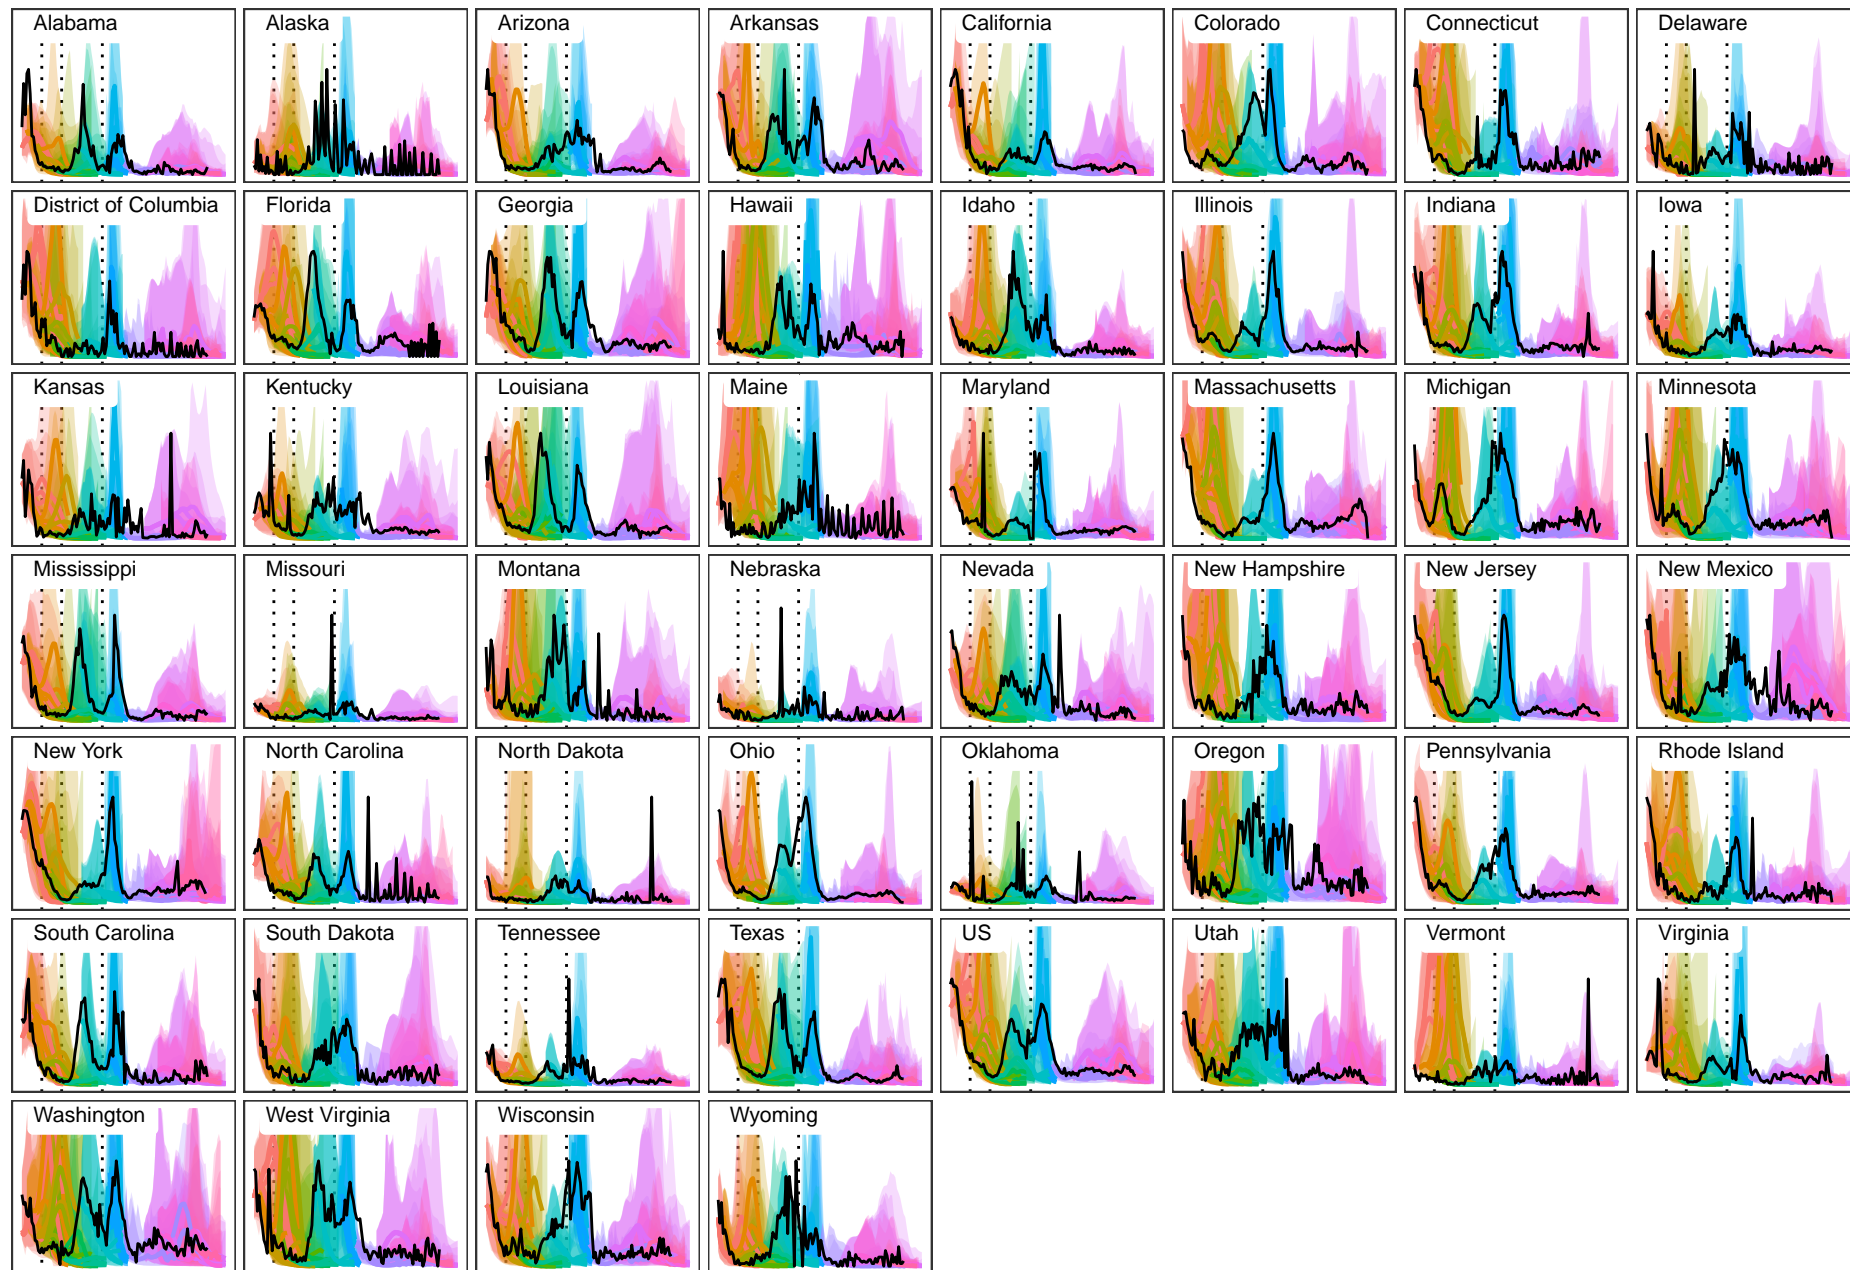 Alabama
Alaska
Arizona
Arkansas
California
Colorado
Connecticut
Delaware
District of Columbia
Florida
Georgia
Hawaii
Idaho
Illinois
Indiana
Iowa
Kansas
Kentucky
Louisiana
Maine
Maryland
Massachusetts
Michigan
Minnesota
Mississippi
Missouri
Montana
Nebraska
Nevada
New Hampshire
New Jersey
New Mexico
New York
North Carolina
North Dakota
Ohio
Oklahoma
Oregon
Pennsylvania
Rhode Island
South Carolina
South Dakota
Tennessee
Texas
US
Utah
Vermont
Virginia
Washington
West Virginia
Wisconsin
Wyoming